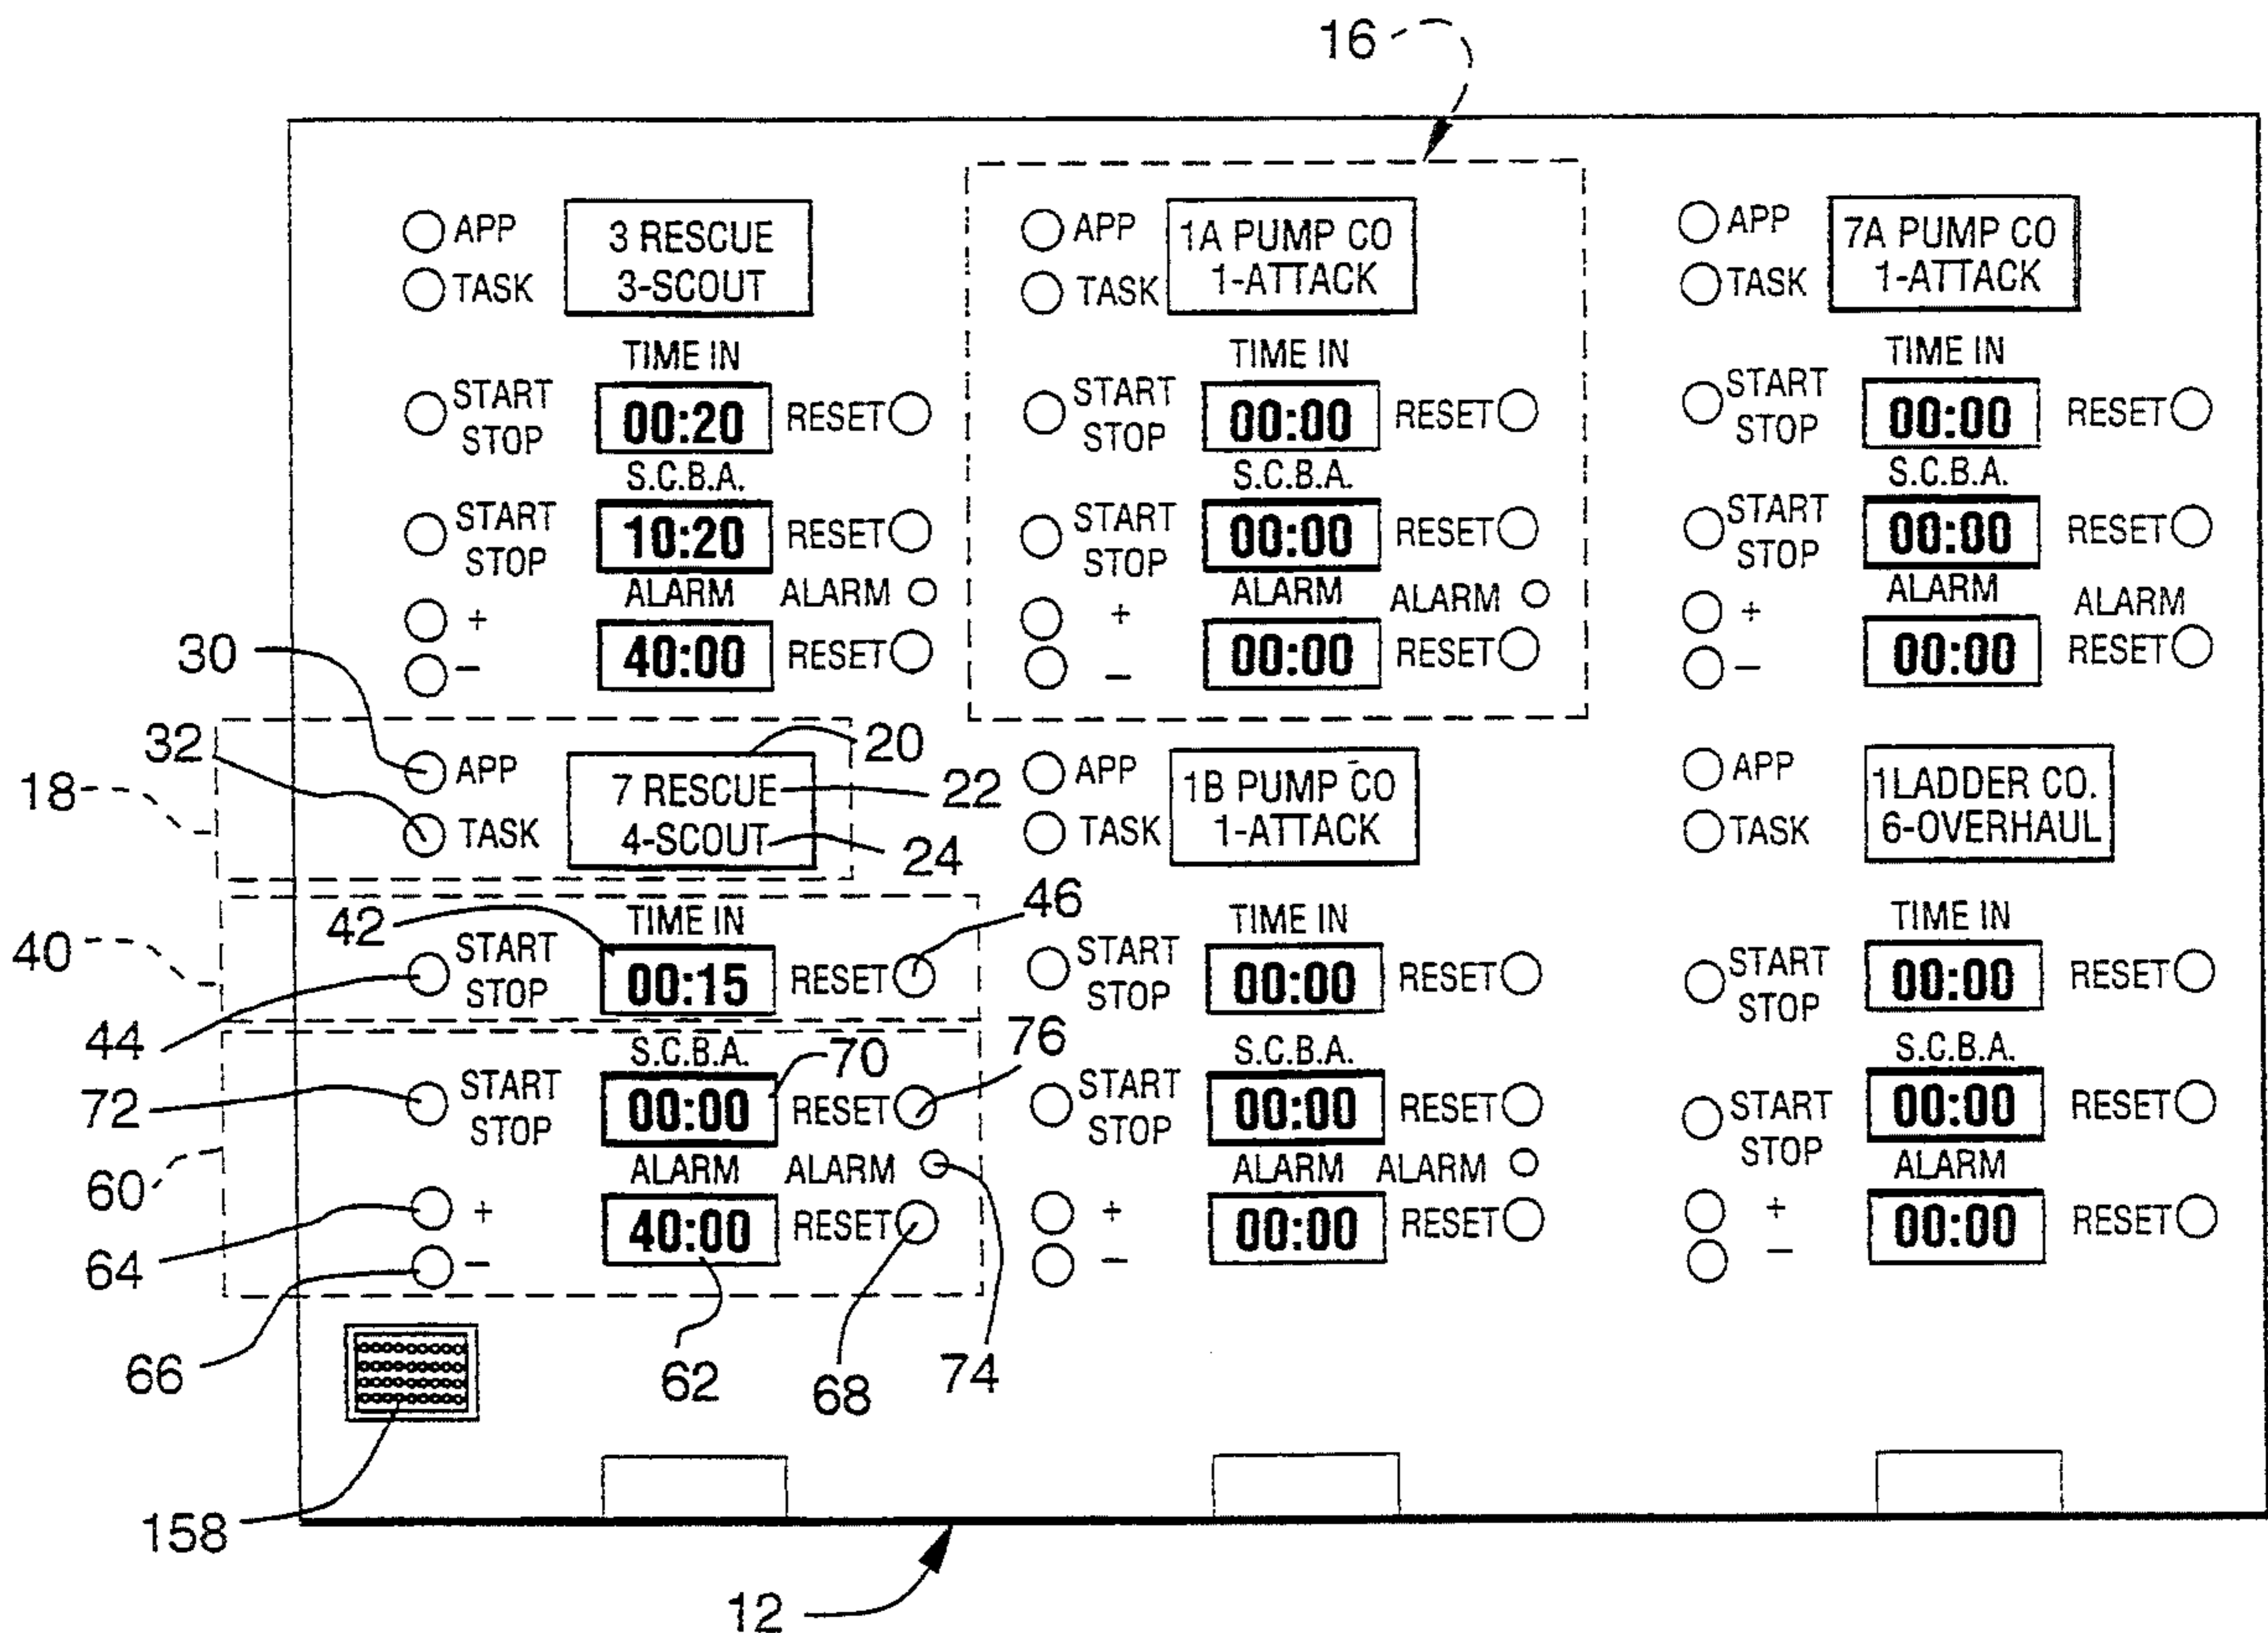 16
APP 3 RESCUE
TASK 3-SCOUT
TIME IN
START STOP 00:20 RESET
S.C.B.A.
START STOP 10:20 RESET
ALARM ALARM
+
40:00 RESET
−
APP 1A PUMP CO
TASK 1-ATTACK
TIME IN
START STOP 00:00 RESET
S.C.B.A.
START STOP 00:00 RESET
ALARM ALARM
+
00:00 RESET
−
APP 7A PUMP CO
TASK 1-ATTACK
TIME IN
START STOP 00:00 RESET
S.C.B.A.
START STOP 00:00 RESET
ALARM ALARM
+
00:00 RESET
−
30
32
18
20
APP 7 RESCUE 22
TASK 4-SCOUT 24
40
42
TIME IN
46
START STOP 00:15 RESET
44
S.C.B.A.
70
76
72
START STOP 00:00 RESET
60
ALARM ALARM
+
40:00 RESET
−
64
66
62
68
74
APP 1B PUMP CO
TASK 1-ATTACK
TIME IN
START STOP 00:00 RESET
S.C.B.A.
START STOP 00:00 RESET
ALARM ALARM
+
00:00 RESET
−
APP 1LADDER CO.
TASK 6-OVERHAUL
TIME IN
START STOP 00:00 RESET
S.C.B.A.
START STOP 00:00 RESET
ALARM
+
00:00 RESET
−
158
12